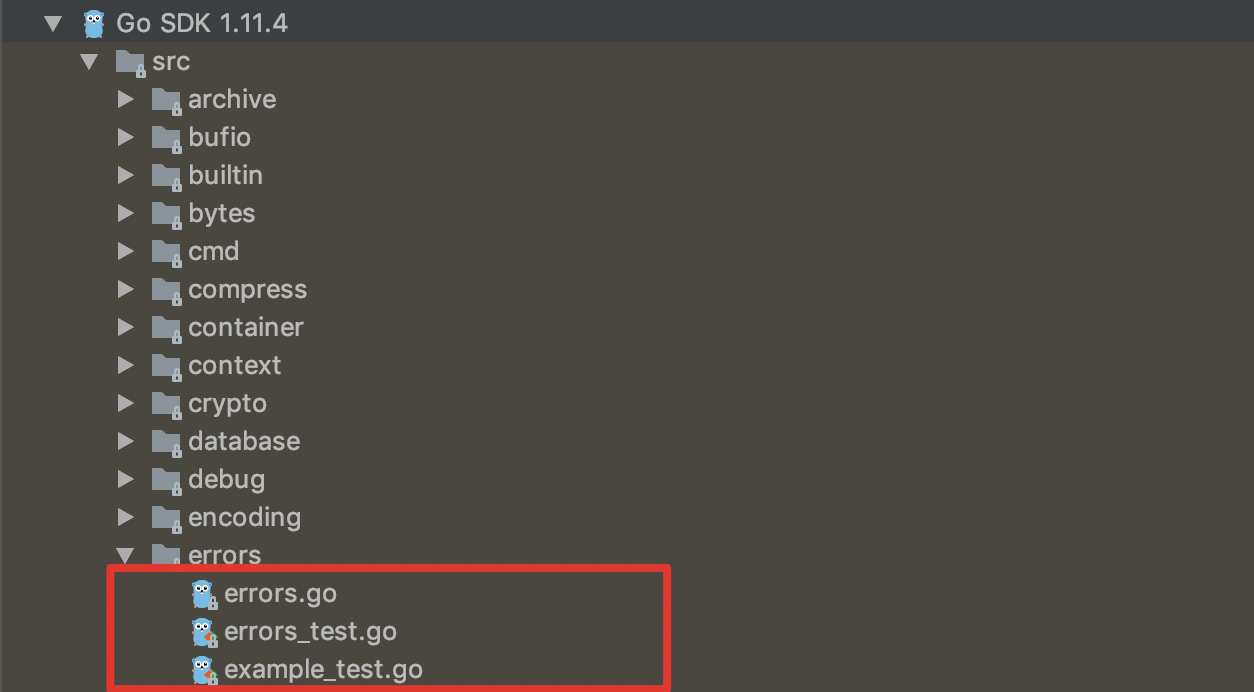 Go SDK 1.11.4
src
archive
bufio
builtin
bytes
cmd
compress
container
context
crypto
database
debug
encoding
errors
errors.go
errors_test.go
example_test.go